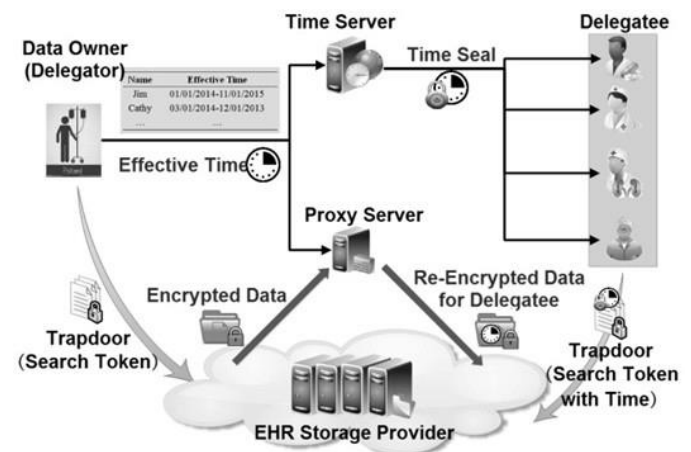 Time Server
Delegatee
Data Owner
(Delegator)
Time Seal
Name Effective Time
Jim 01/01/2014-11/01/2015
Cathy 03/01/2014-12/01/2013
... ...
Patient
Effective Time
Proxy Server
Encrypted Data
Re-Encrypted Data
for Delegatee
Trapdoor
(Search Token)
Trapdoor
(Search Token
with Time)
EHR Storage Provider